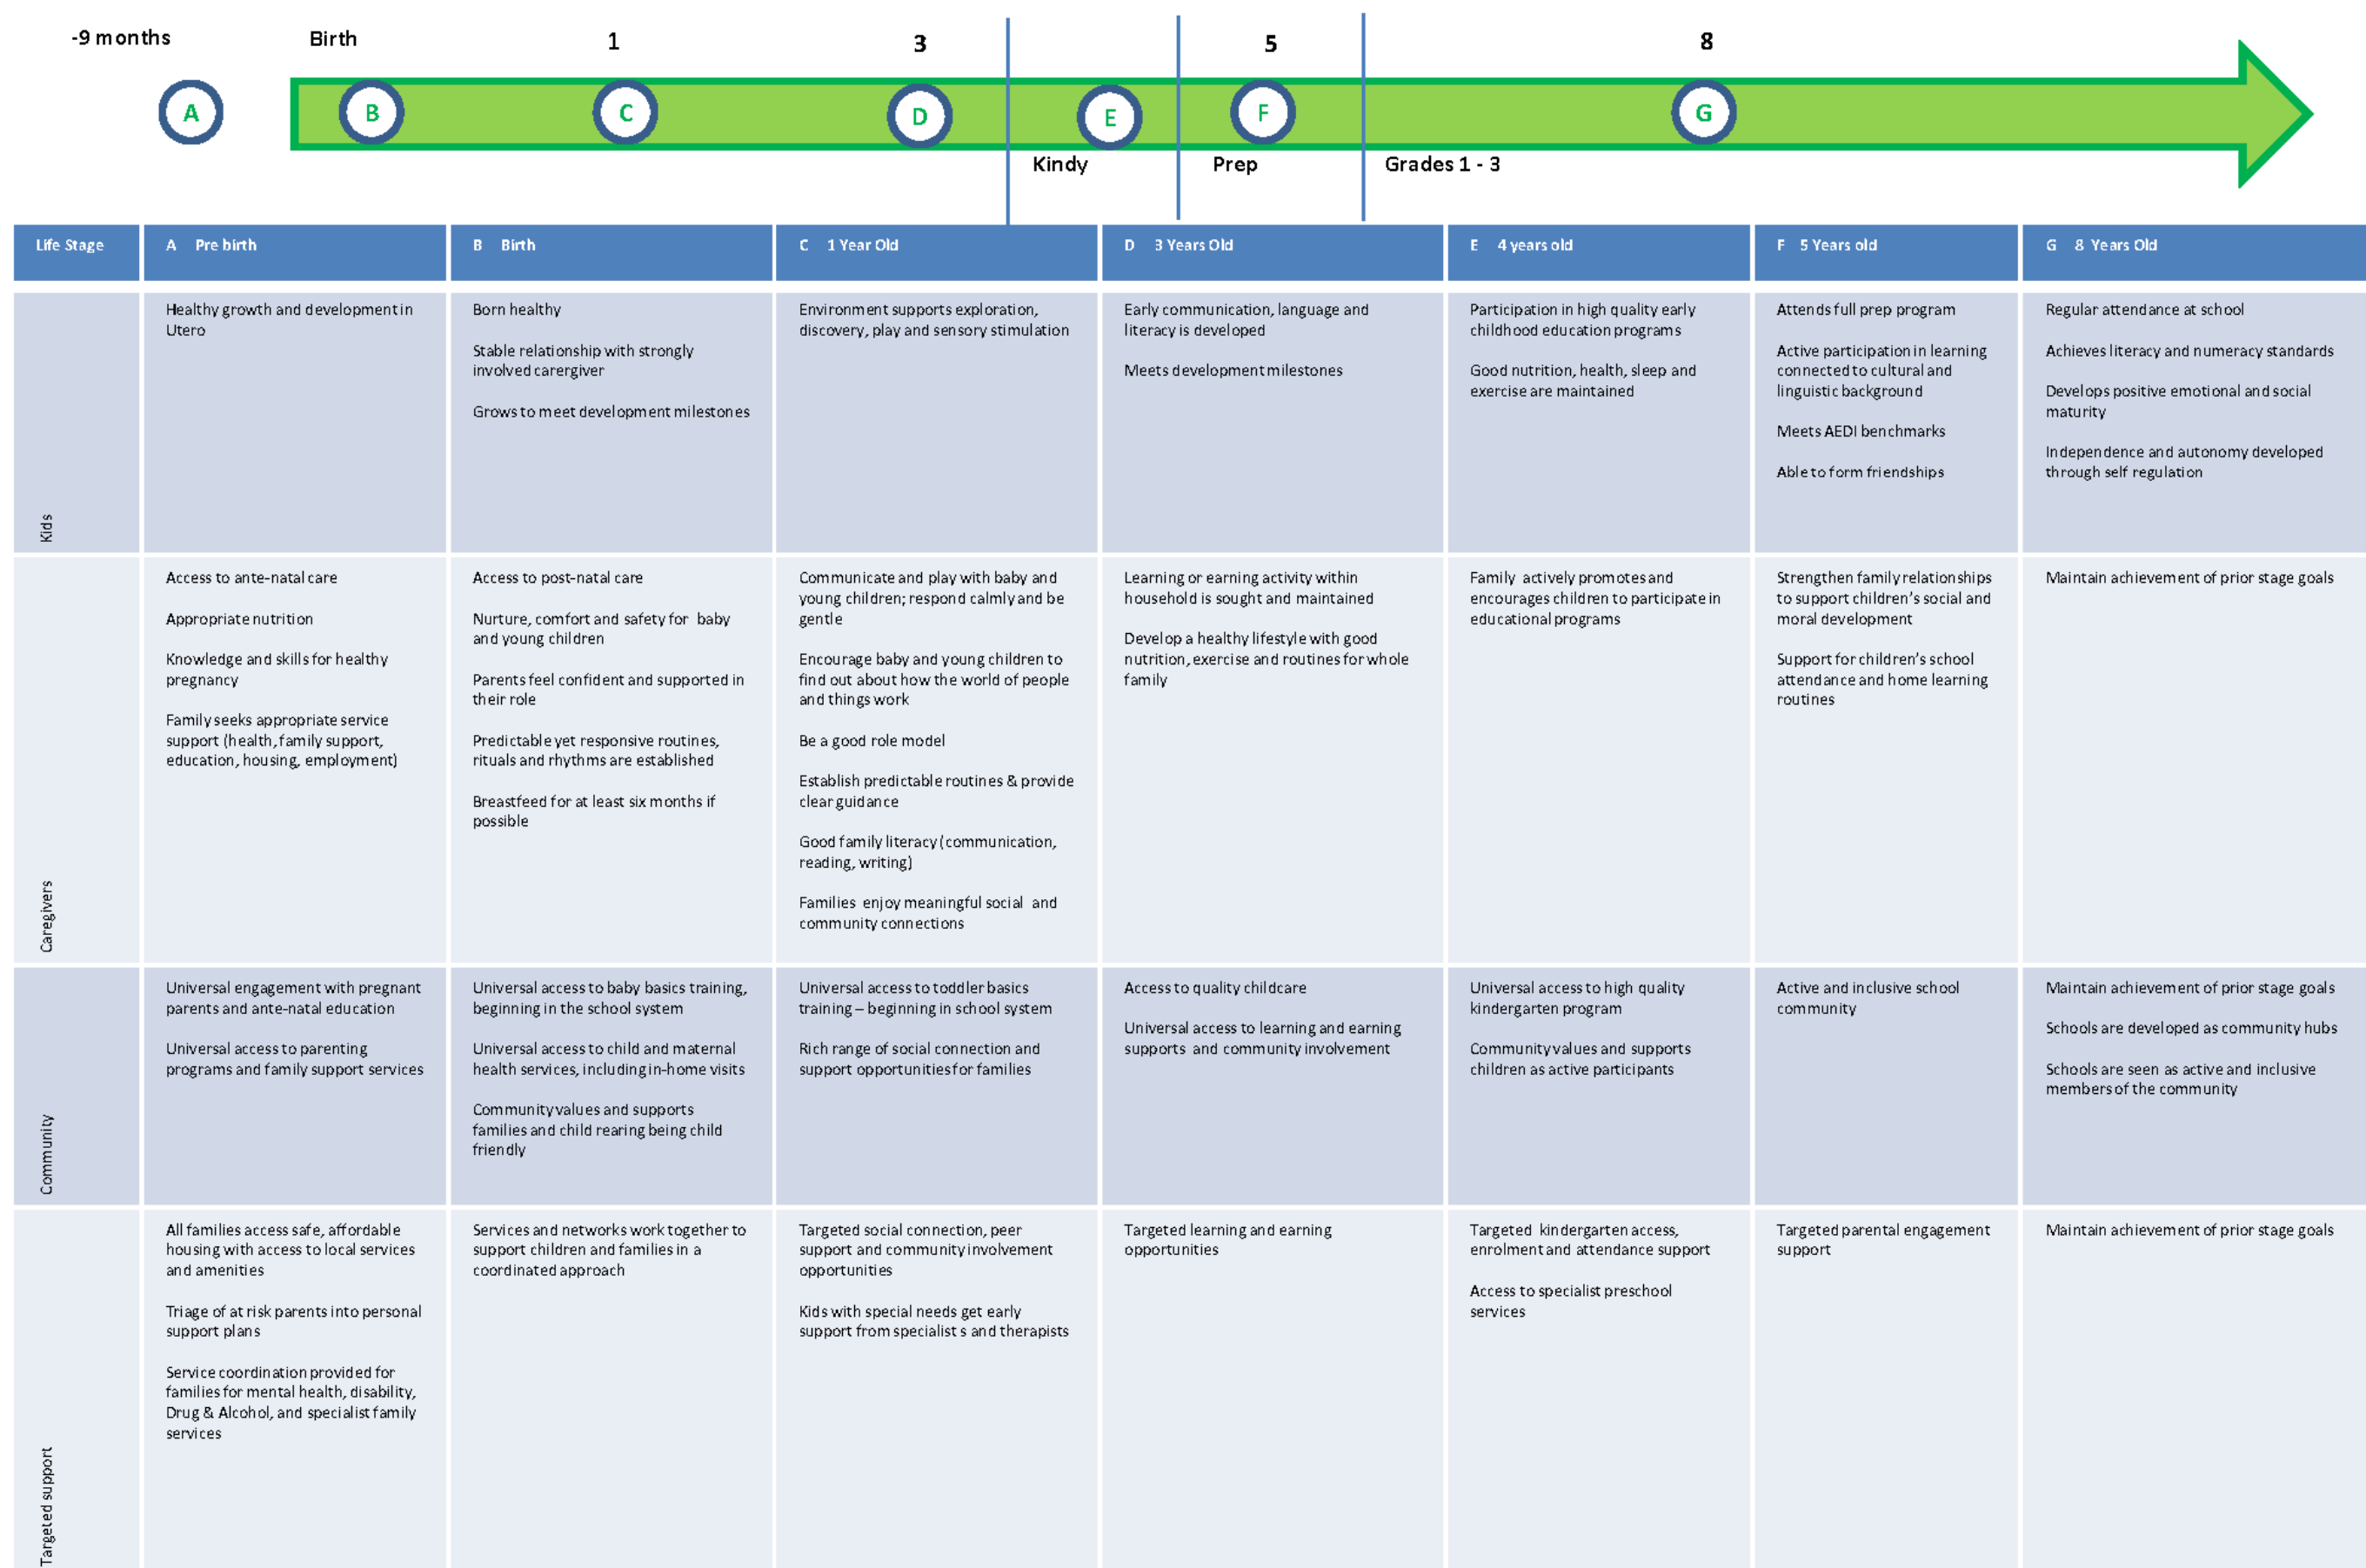 -9 months
Birth
1
3
5
8
A
B
C
D
E
F
G
Kindy
Prep
Grades 1 - 3
Life Stage
A Pre birth
B Birth
C 1 Year Old
D 3 Years Old
E 4 years old
F 5 Years old
G 8 Years Old
Kids
Healthy growth and development in
Utero
Born healthy
Stable relationship with strongly
involved carergiver
Grows to meet development milestones
Environment supports exploration,
discovery, play and sensory stimulation
Early communication, language and
literacy is developed
Meets development milestones
Participation in high quality early
childhood education programs
Good nutrition, health, sleep and
exercise are maintained
Attends full prep program
Active participation in learning
connected to cultural and
linguistic background
Meets AEDI benchmarks
Able to form friendships
Regular attendance at school
Achieves literacy and numeracy standards
Develops positive emotional and social
maturity
Independence and autonomy developed
through self regulation
Caregivers
Access to ante-natal care
Appropriate nutrition
Knowledge and skills for healthy
pregnancy
Family seeks appropriate service
support (health, family support,
education, housing, employment)
Access to post-natal care
Nurture, comfort and safety for baby
and young children
Parents feel confident and supported in
their role
Predictable yet responsive routines,
rituals and rhythms are established
Breastfeed for at least six months if
possible
Communicate and play with baby and
young children; respond calmly and be
gentle
Encourage baby and young children to
find out about how the world of people
and things work
Be a good role model
Establish predictable routines & provide
clear guidance
Good family literacy (communication,
reading, writing)
Families enjoy meaningful social and
community connections
Learning or earning activity within
household is sought and maintained
Develop a healthy lifestyle with good
nutrition, exercise and routines for whole
family
Family actively promotes and
encourages children to participate in
educational programs
Strengthen family relationships
to support children's social and
moral development
Support for children's school
attendance and home learning
routines
Maintain achievement of prior stage goals
Community
Universal engagement with pregnant
parents and ante-natal education
Universal access to parenting
programs and family support services
Universal access to baby basics training,
beginning in the school system
Universal access to child and maternal
health services, including in-home visits
Community values and supports
families and child rearing being child
friendly
Universal access to toddler basics
training – beginning in school system
Rich range of social connection and
support opportunities for families
Access to quality childcare
Universal access to learning and earning
supports and community involvement
Universal access to high quality
kindergarten program
Community values and supports
children as active participants
Active and inclusive school
community
Maintain achievement of prior stage goals
Schools are developed as community hubs
Schools are seen as active and inclusive
members of the community
Targeted support
All families access safe, affordable
housing with access to local services
and amenities
Triage of at risk parents into personal
support plans
Service coordination provided for
families for mental health, disability,
Drug & Alcohol, and specialist family
services
Services and networks work together to
support children and families in a
coordinated approach
Targeted social connection, peer
support and community involvement
opportunities
Kids with special needs get early
support from specialist s and therapists
Targeted learning and earning
opportunities
Targeted kindergarten access,
enrolment and attendance support
Access to specialist preschool
services
Targeted parental engagement
support
Maintain achievement of prior stage goals